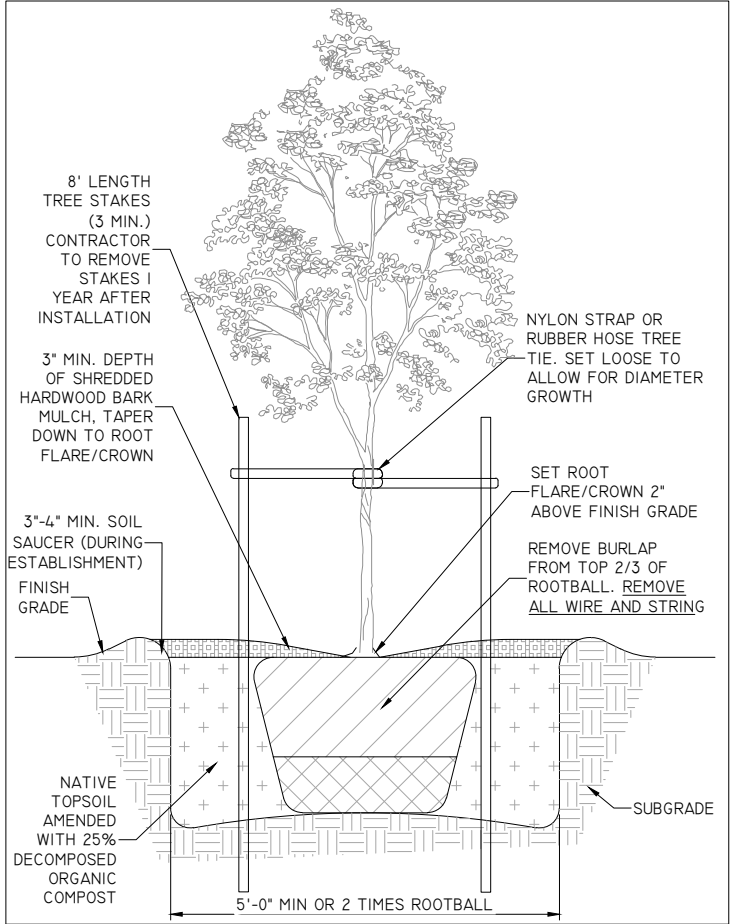 8' LENGTH
TREE STAKES
(3 MIN.)
CONTRACTOR
TO REMOVE
STAKES 1
YEAR AFTER
INSTALLATION
3" MIN. DEPTH
OF SHREDDED
HARDWOOD BARK
MULCH, TAPER
DOWN TO ROOT
FLARE/CROWN
3"-4" MIN. SOIL
SAUCER (DURING
ESTABLISHMENT)
FINISH
GRADE
NATIVE
TOPSOIL
AMENDED
WITH 25%
DECOMPOSED
ORGANIC
COMPOST
NYLON STRAP OR
RUBBER HOSE TREE
TIE. SET LOOSE TO
ALLOW FOR DIAMETER
GROWTH
SET ROOT
FLARE/CROWN 2"
ABOVE FINISH GRADE
REMOVE BURLAP
FROM TOP 2/3 OF
ROOTBALL. REMOVE
ALL WIRE AND STRING
SUBGRADE
5'-0" MIN OR 2 TIMES ROOTBALL